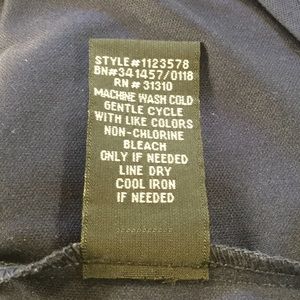 STYLE#1123578
BN#341457/0118
RN# 31310
MACHINE WASH COLD
GENTLE CYCLE
WITH LIKE COLORS
NON-CHLORINE
BLEACH
ONLY IF NEEDED
LINE DRY
COOL IRON
IF NEEDED